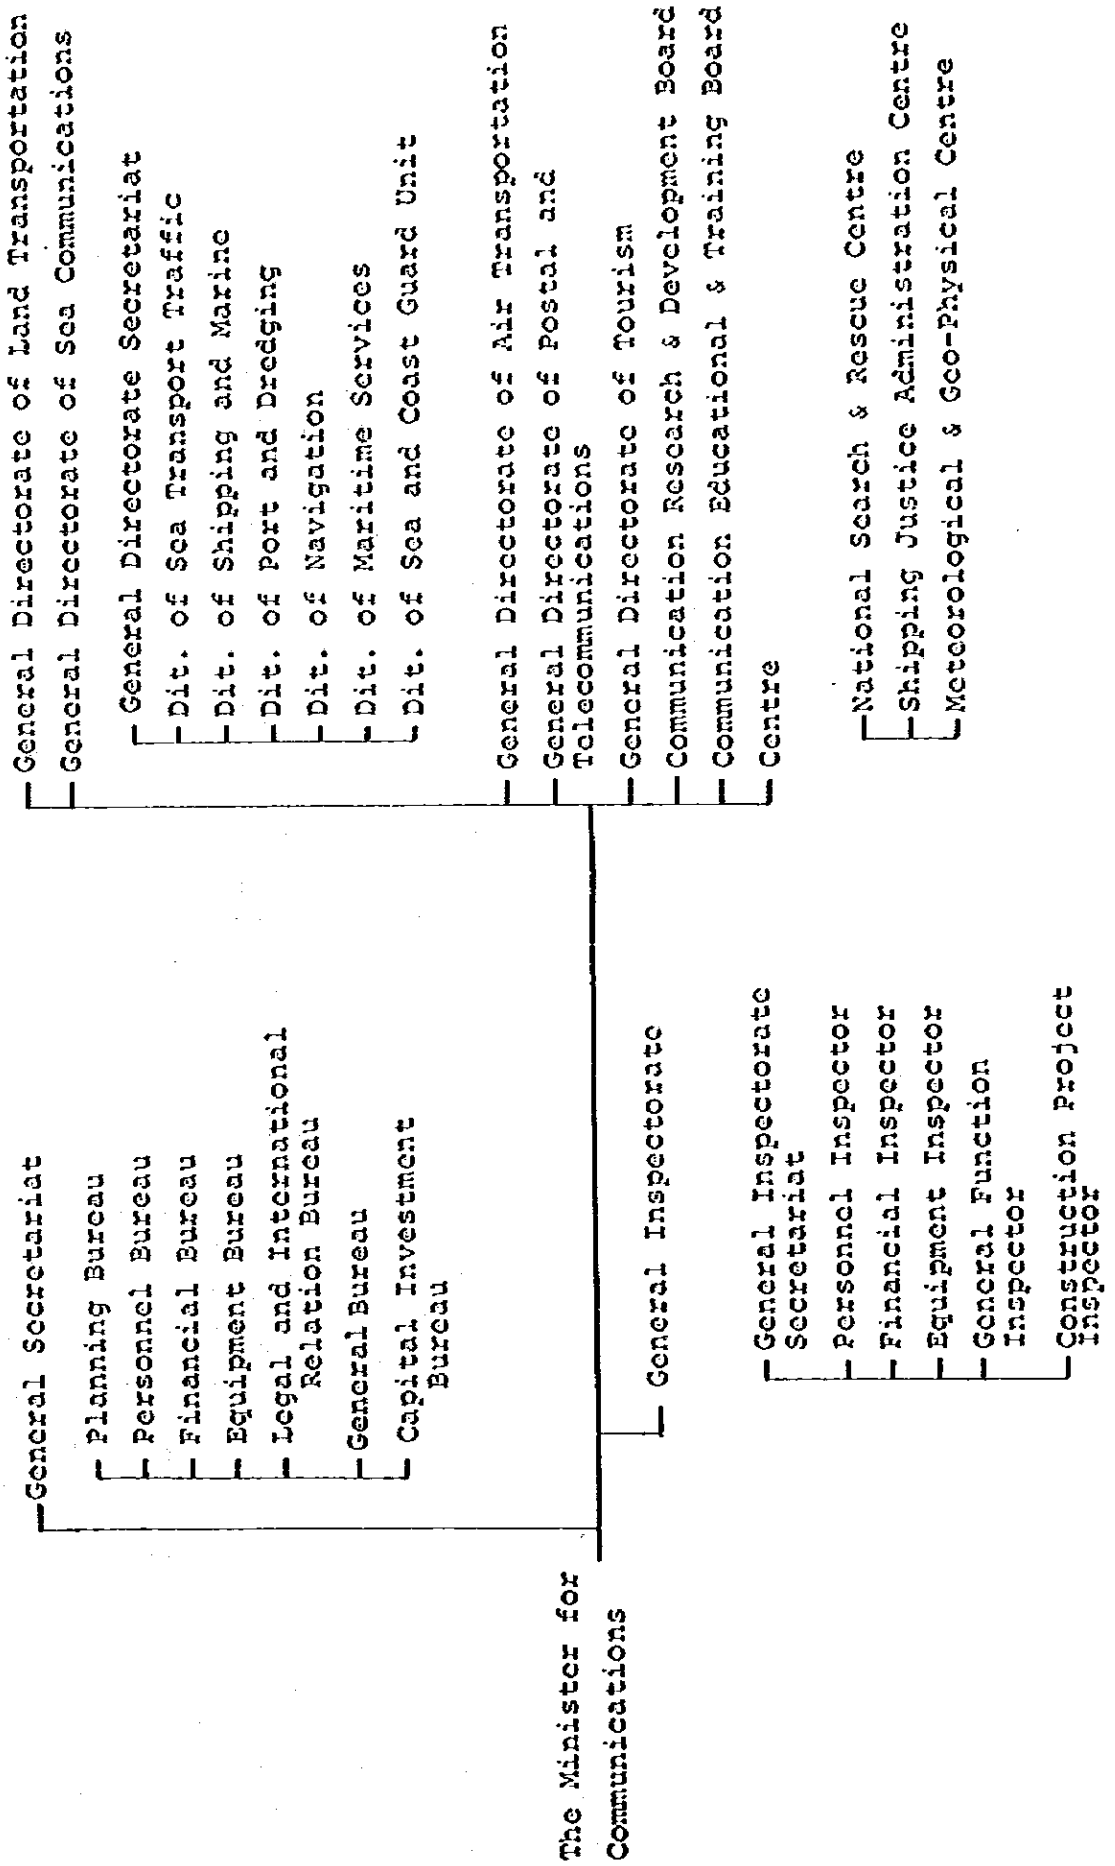 The Minister for
Communications
General Secretariat
Planning Bureau
Personnel Bureau
Financial Bureau
Equipment Bureau
Legal and International
Relation Bureau
General Bureau
Capital Investment
Bureau
General Inspectorate
General Inspectorate
Secretariat
Personnel Inspector
Financial Inspector
Equipment Inspector
General Function
Inspector
Construction Project
Inspector
General Directorate of Land Transportation
General Directorate of Sea Communications
General Directorate Secretariat
Dit. of Sea Transport Traffic
Dit. of Shipping and Marine
Dit. of Port and Dredging
Dit. of Navigation
Dit. of Maritime Services
Dit. of Sea and Coast Guard Unit
General Directorate of Air Transportation
General Directorate of Postal and
Telecommunications
General Directorate of Tourism
Communication Research & Development Board
Communication Educational & Training Board
Centre
National Search & Rescue Centre
Shipping Justice Administration Centre
Meteorological & Geo-Physical Centre